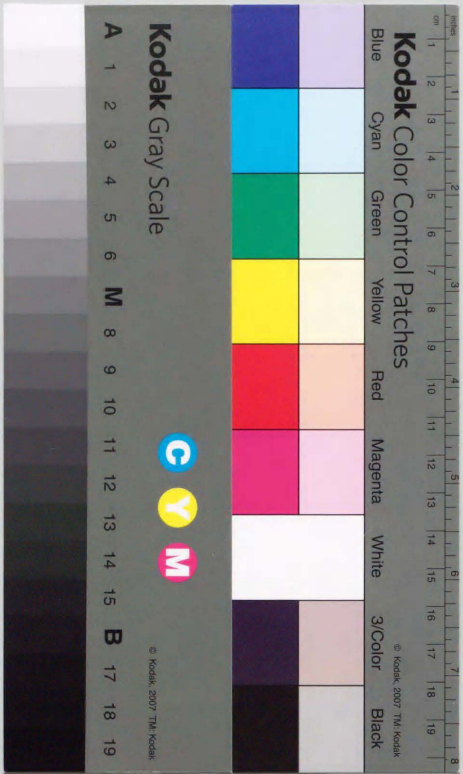 Kodak Color Control Patches
© Kodak, 2007 TM: Kodak
inches
cm
1 2 3 4 5 6 7 8
1 2 3 4 5 6 7 8 9 10 11 12 13 14 15 16 17 18 19
Blue Cyan Green Yellow Red Magenta White 3/Color Black
Kodak Gray Scale
C Y M
© Kodak, 2007 TM: Kodak
A 1 2 3 4 5 6 M 8 9 10 11 12 13 14 15 B 17 18 19